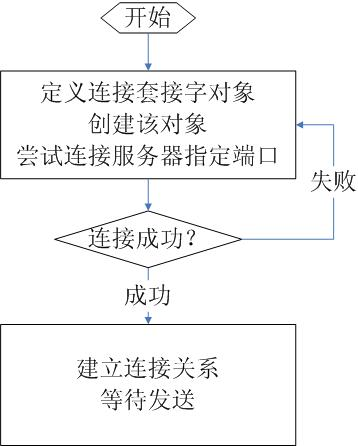 开始
定义连接套接字对象
创建该对象
尝试连接服务器指定端口
失败
连接成功?
成功
建立连接关系
等待发送